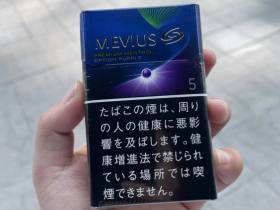 MEVIUS
PREMIUM MENTHOL
OPTION PURPLE
5
たばこの煙は、周り
の人の健康に悪影
響を及ぼします。健
康増進法で禁じられ
ている場所では喫
煙できません。